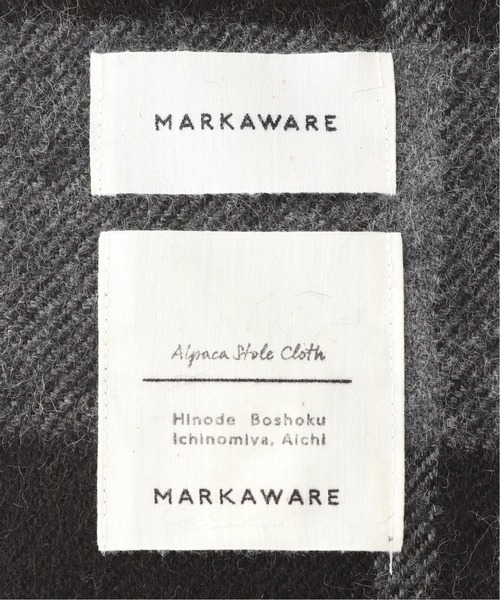 MARKAWARE
Alpaca Stole Cloth
Hinode Boshoku
Ichinomiya, Aichi
MARKAWARE